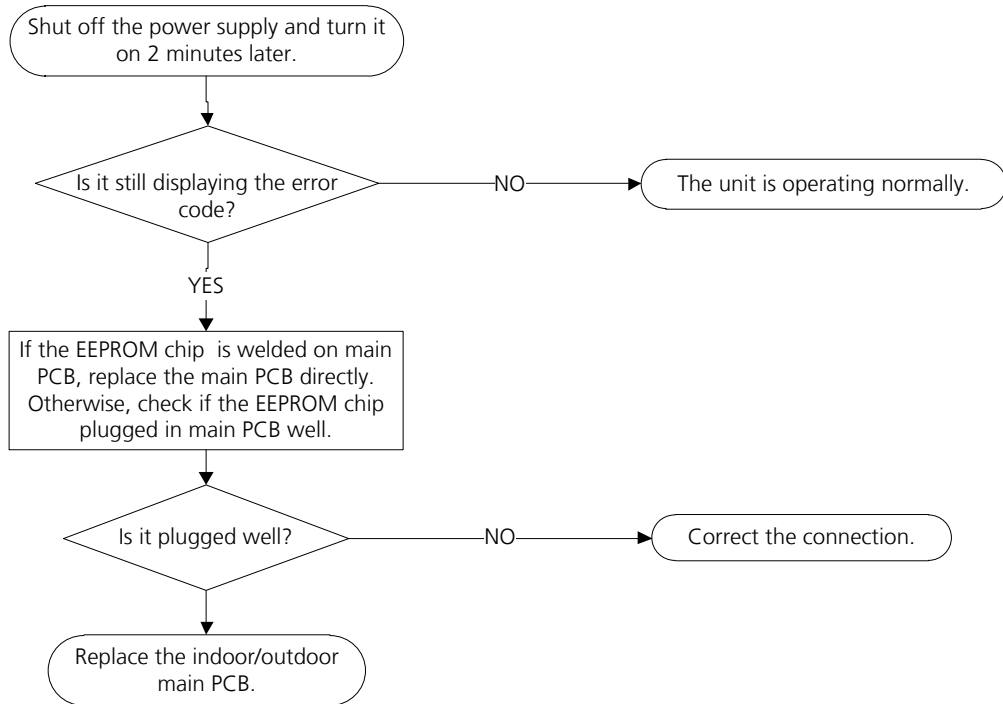 Shut off the power supply and turn it
on 2 minutes later.
Is it still displaying the error
code?
NO
The unit is operating normally.
YES
If the EEPROM chip is welded on main
PCB, replace the main PCB directly.
Otherwise, check if the EEPROM chip
plugged in main PCB well.
Is it plugged well?
NO
Correct the connection.
Replace the indoor/outdoor
main PCB.